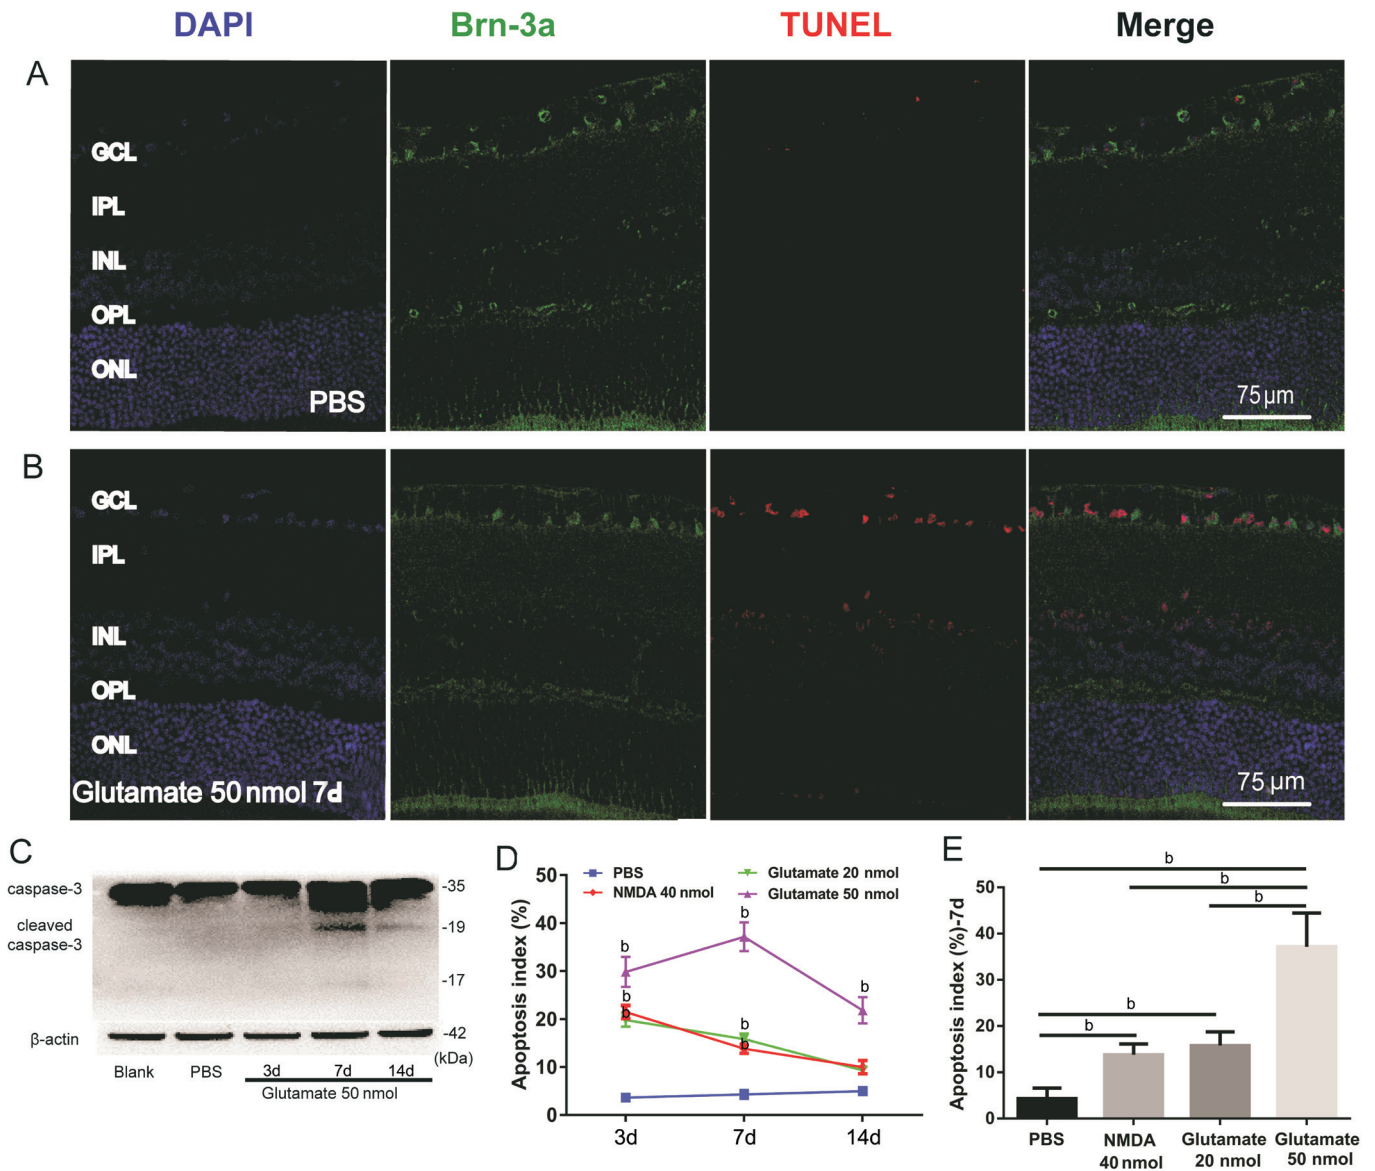 DAPI Brn-3a TUNEL Merge
A
GCL
IPL
INL
OPL
ONL
PBS
75 µm
B
GCL
IPL
INL
OPL
ONL
Glutamate 50 nmol 7d
75 µm
C
caspase-3
-35
cleaved
caspase-3
-19
-17
β-actin
-42
(kDa)
Blank PBS 3d 7d 14d
Glutamate 50 nmol
D
PBS
NMDA 40 nmol
Glutamate 20 nmol
Glutamate 50 nmol
Apoptosis index (%)
50
40
30
20
10
0
b
b
b
b
b
b
b
3d 7d 14d
E
Apoptosis index (%)-7d
50
40
30
20
10
0
b
b
b
b
b
PBS
NMDA
40 nmol
Glutamate
20 nmol
Glutamate
50 nmol